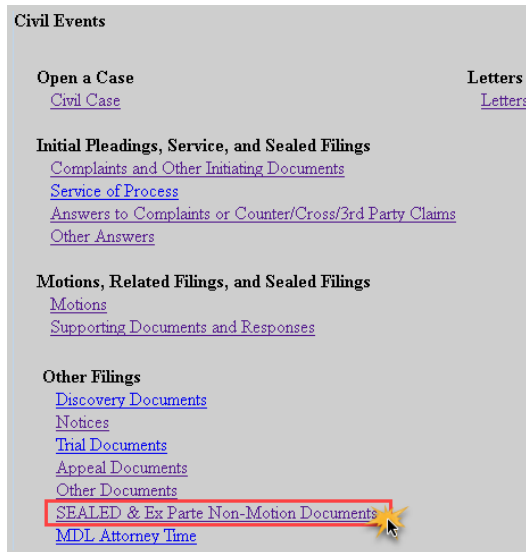 Civil Events
Open a Case
Civil Case
Letters
Letters
Initial Pleadings, Service, and Sealed Filings
Complaints and Other Initiating Documents
Service of Process
Answers to Complaints or Counter/Cross/3rd Party Claims
Other Answers
Motions, Related Filings, and Sealed Filings
Motions
Supporting Documents and Responses
Other Filings
Discovery Documents
Notices
Trial Documents
Appeal Documents
Other Documents
SEALED & Ex Parte Non-Motion Documents
MDL Attorney Time